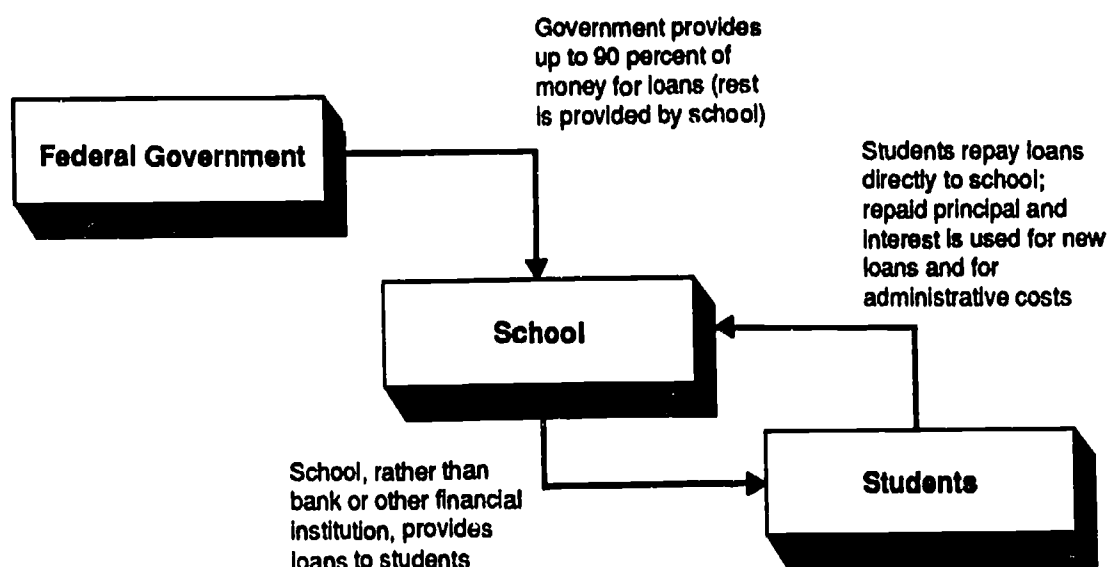 Government provides
up to 90 percent of
money for loans (rest
is provided by school)
Federal Government
Students repay loans
directly to school;
repaid principal and
interest is used for new
loans and for
administrative costs
School
School, rather than
bank or other financial
institution, provides
loans to students
Students